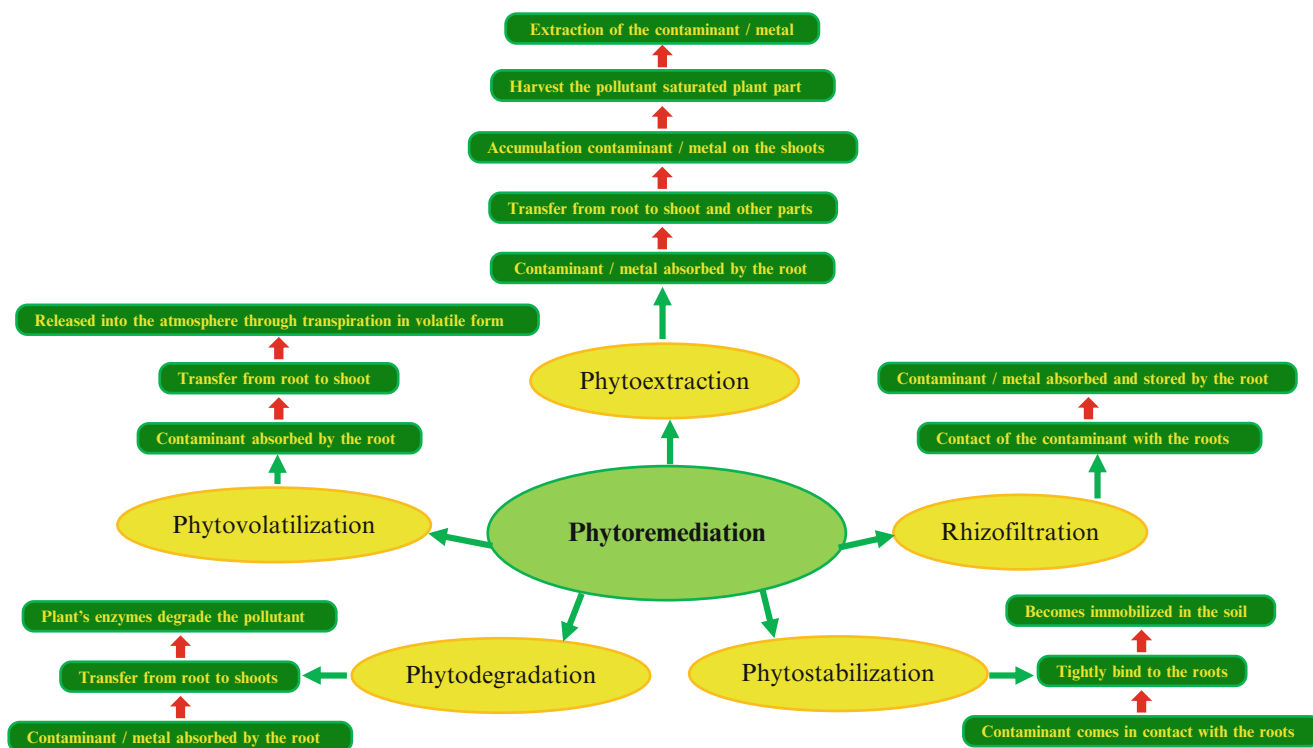 Extraction of the contaminant / metal
Harvest the pollutant saturated plant part
Accumulation contaminant / metal on the shoots
Transfer from root to shoot and other parts
Contaminant / metal absorbed by the root
Released into the atmosphere through transpiration in volatile form
Transfer from root to shoot
Contaminant absorbed by the root
Phytovolatilization
Phytoextraction
Contaminant / metal absorbed and stored by the root
Contact of the contaminant with the roots
Rhizofiltration
Phytoremediation
Plant's enzymes degrade the pollutant
Transfer from root to shoots
Contaminant / metal absorbed by the root
Phytodegradation
Phytostabilization
Becomes immobilized in the soil
Tightly bind to the roots
Contaminant comes in contact with the roots